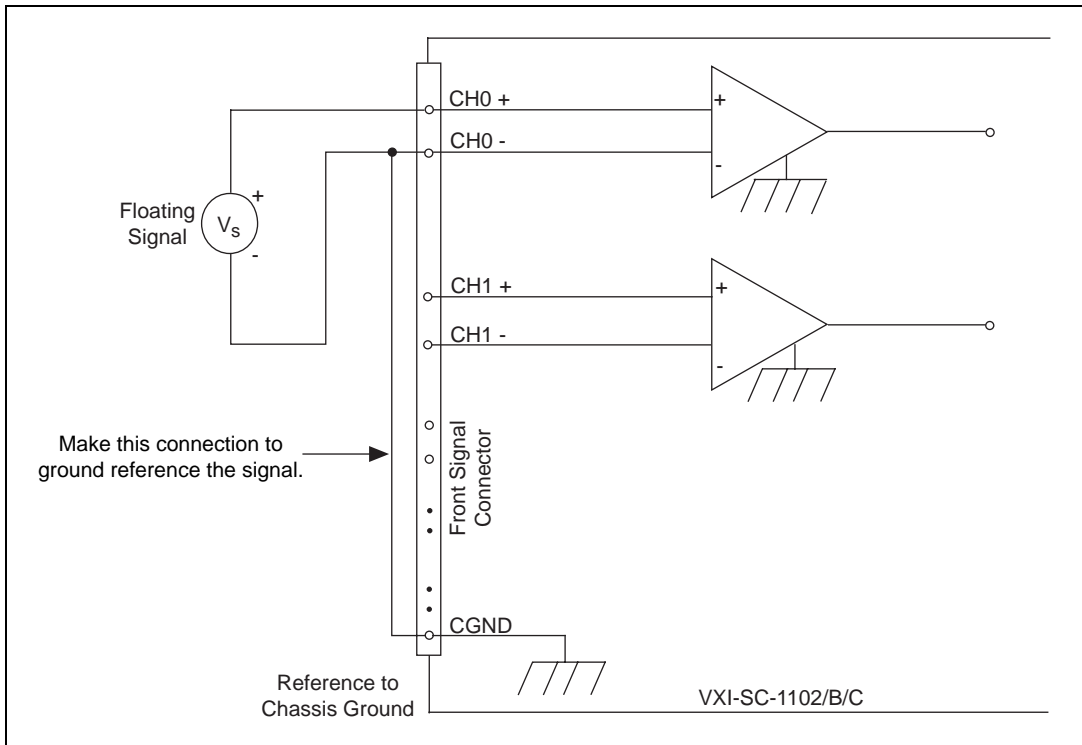 CH0 +
CH0 -
+
-
Floating
Signal
+
Vs
-
CH1 +
CH1 -
+
-
Make this connection to
ground reference the signal.
Front Signal
Connector
CGND
Reference to
Chassis Ground
VXI-SC-1102/B/C